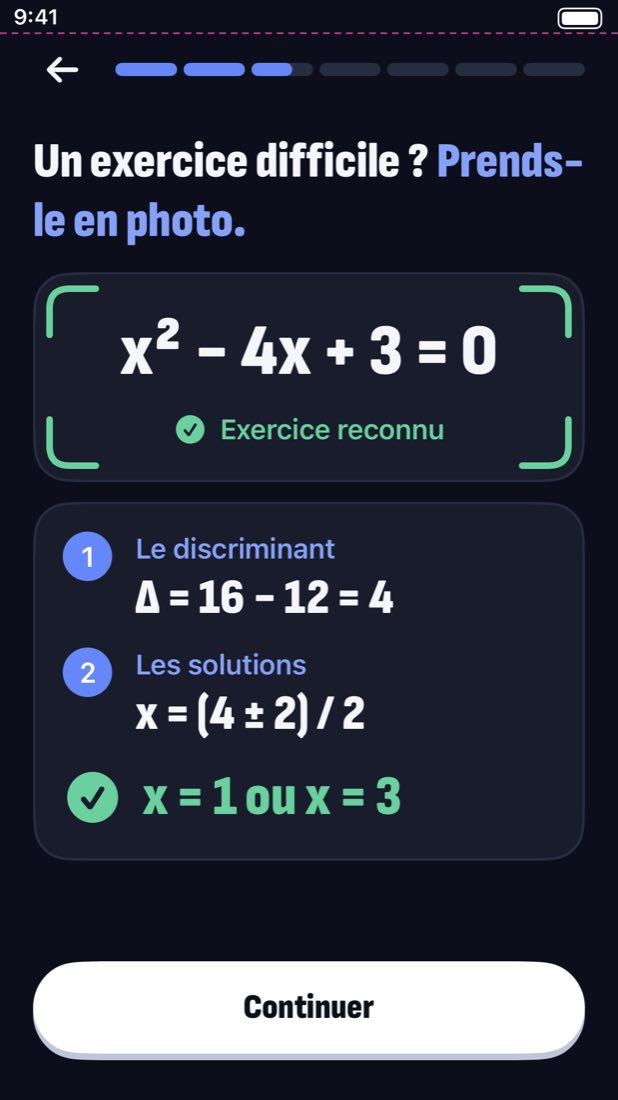 9:41
Un exercice difficile ? Prends-
le en photo.
x² − 4x + 3 = 0
Exercice reconnu
1 Le discriminant
Δ = 16 − 12 = 4
2 Les solutions
x = (4 ± 2) / 2
x = 1 ou x = 3
Continuer